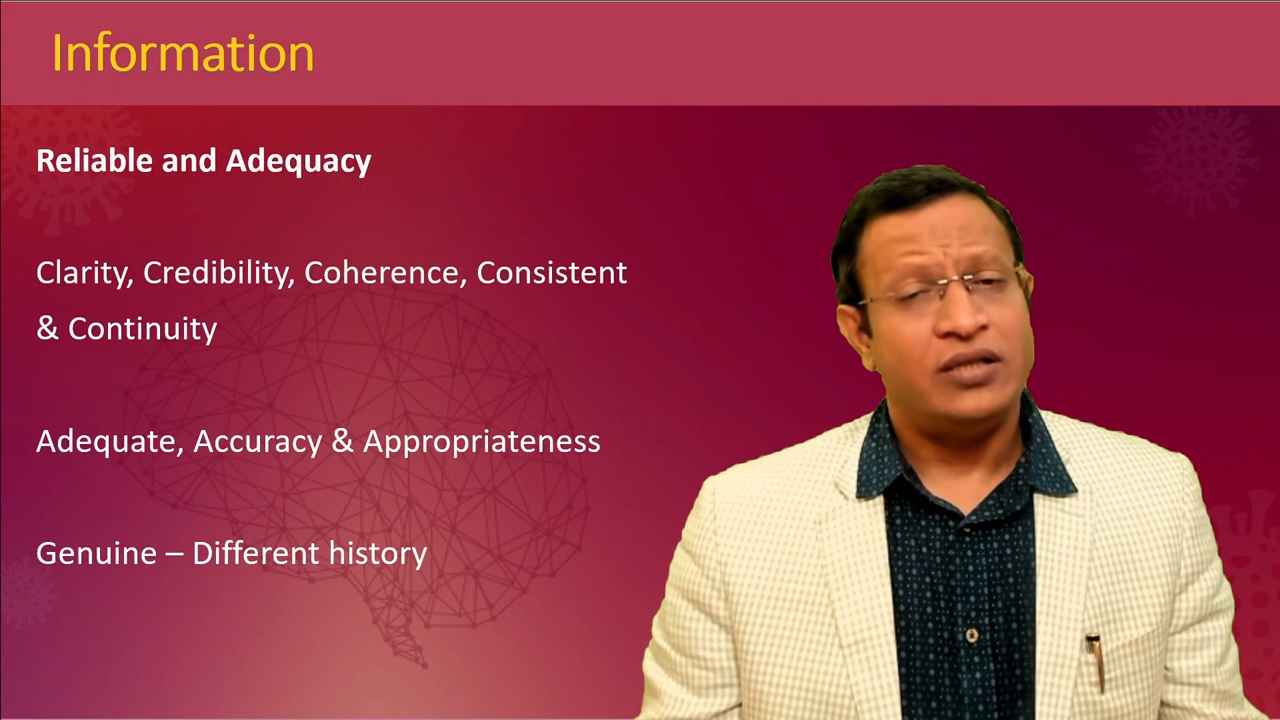 Information
Reliable and Adequacy
Clarity, Credibility, Coherence, Consistent
& Continuity
Adequate, Accuracy & Appropriateness
Genuine – Different history